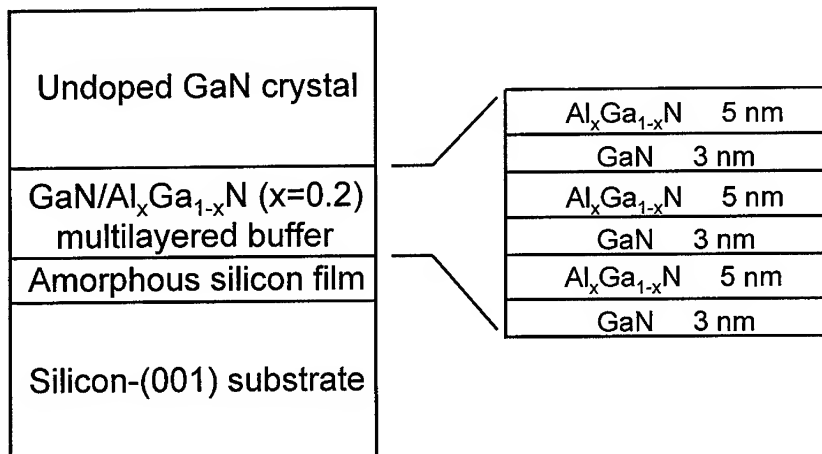 Undoped GaN crystal
GaN/AlₓGa₁₋ₓN (x=0.2)
multilayered buffer
Amorphous silicon film
Silicon-(001) substrate
AlₓGa₁₋ₓN 5 nm
GaN 3 nm
AlₓGa₁₋ₓN 5 nm
GaN 3 nm
AlₓGa₁₋ₓN 5 nm
GaN 3 nm